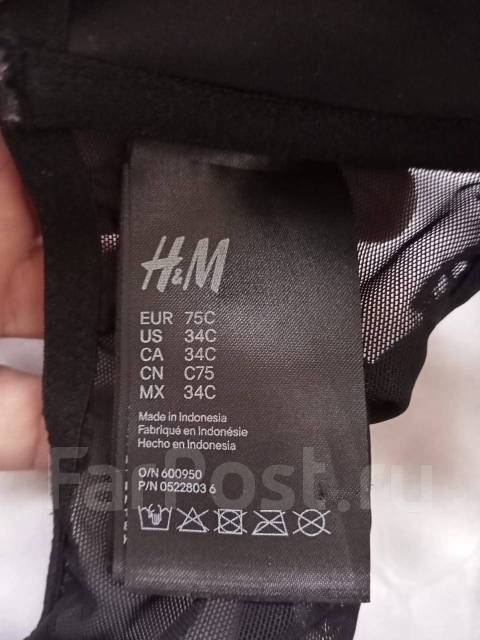 H&M
EUR 75C
US 34C
CA 34C
CN C75
MX 34C
Made in Indonesia
Fabriqué en Indonésie
Hecho en Indonesia
O/N 600950
P/N 0522803 6
FarPost.ru